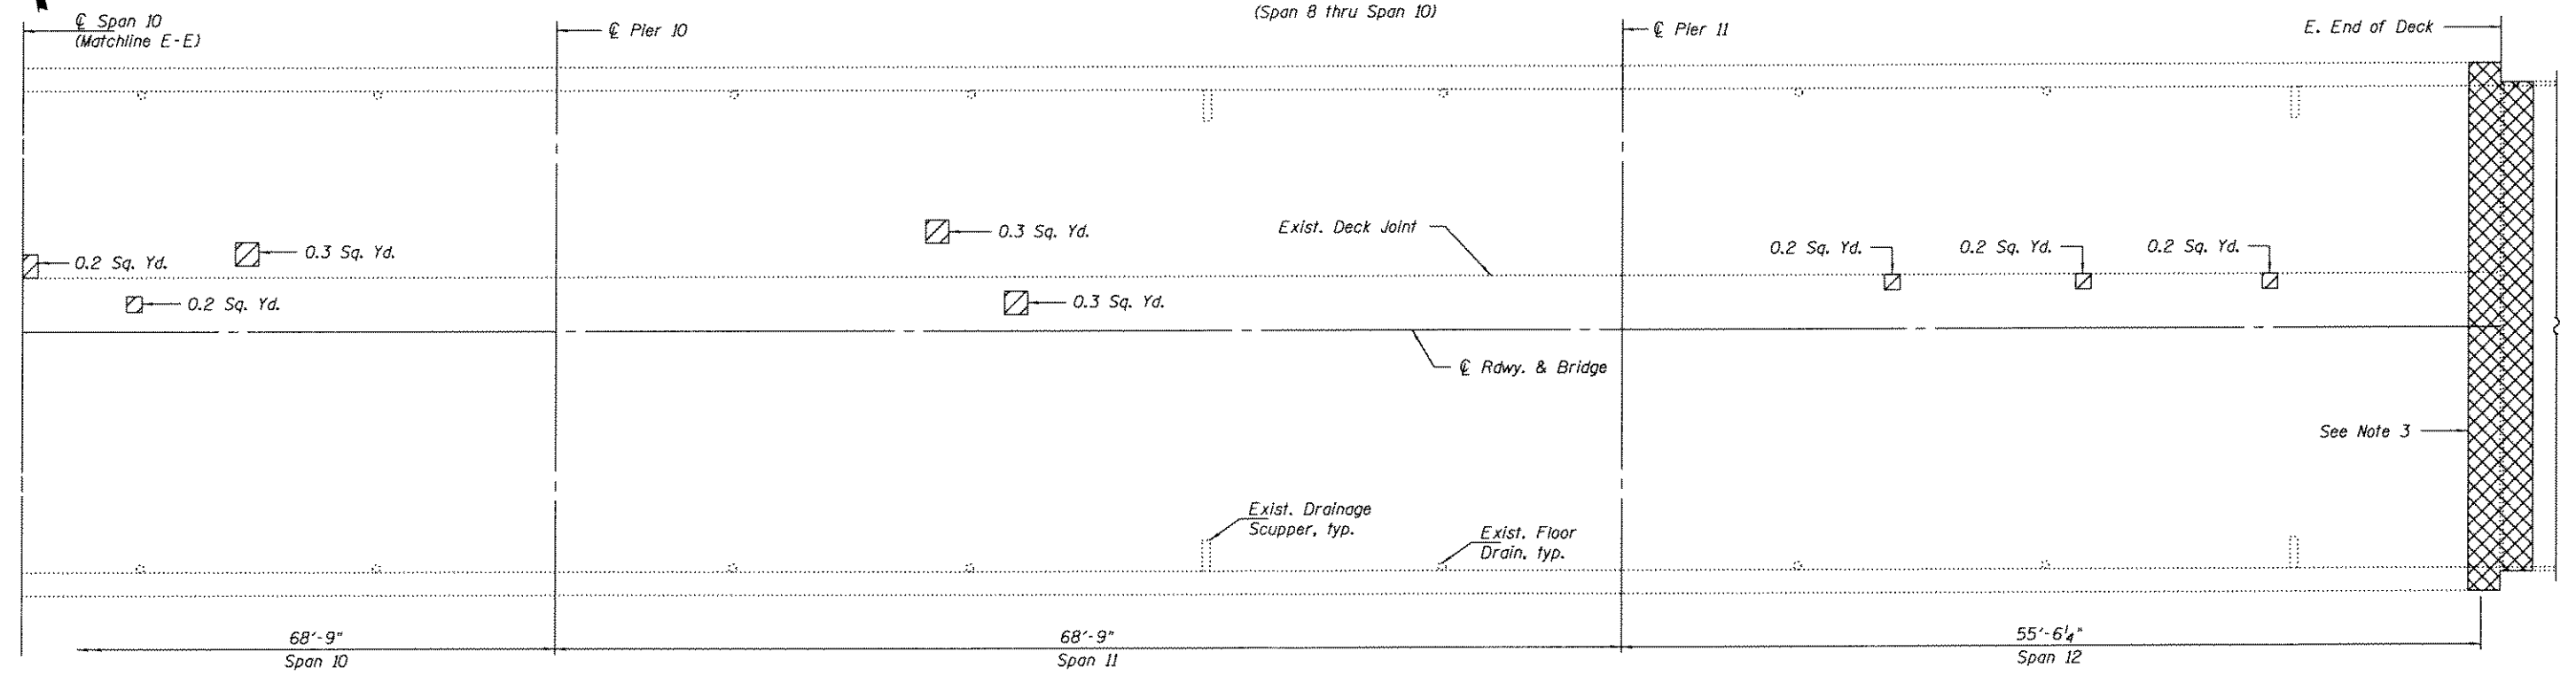 (Span 8 thru Span 10)
℄ Span 10
(Matchline E-E)
℄ Pier 10
℄ Pier 11
E. End of Deck
0.2 Sq. Yd.
0.3 Sq. Yd.
0.2 Sq. Yd.
0.3 Sq. Yd.
0.3 Sq. Yd.
Exist. Deck Joint
0.2 Sq. Yd.
0.2 Sq. Yd.
0.2 Sq. Yd.
℄ Rdwy. & Bridge
See Note 3
Exist. Drainage
Scupper, typ.
Exist. Floor
Drain, typ.
68'-9"
Span 10
68'-9"
Span 11
55'-6¼"
Span 12